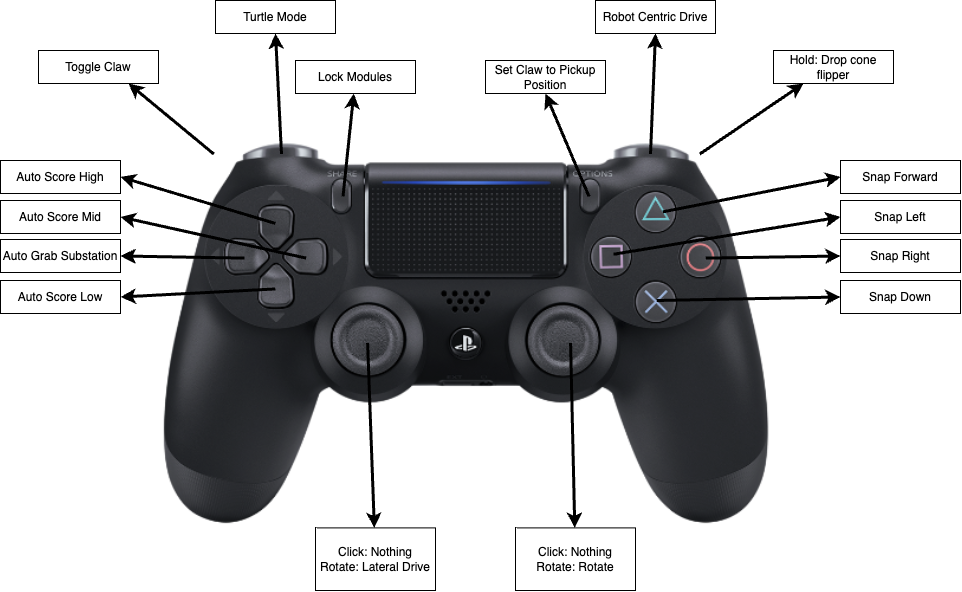 Turtle Mode
Robot Centric Drive
Toggle Claw
Lock Modules
Set Claw to Pickup
Position
Hold: Drop cone
flipper
SHARE
OPTIONS
Auto Score High
Snap Forward
Auto Score Mid
Snap Left
Auto Grab Substation
Snap Right
Auto Score Low
Snap Down
Click: Nothing
Rotate: Lateral Drive
Click: Nothing
Rotate: Rotate